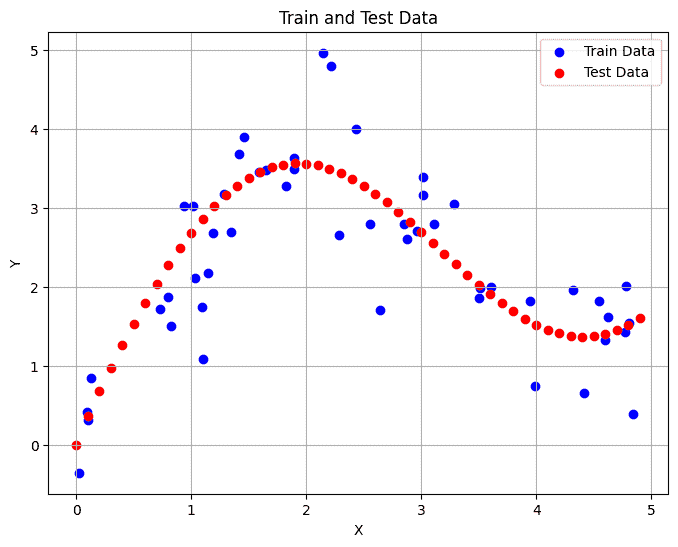 Train and Test Data
Train Data
Test Data
5
4
3
2
1
0
Y
0 1 2 3 4 5
X